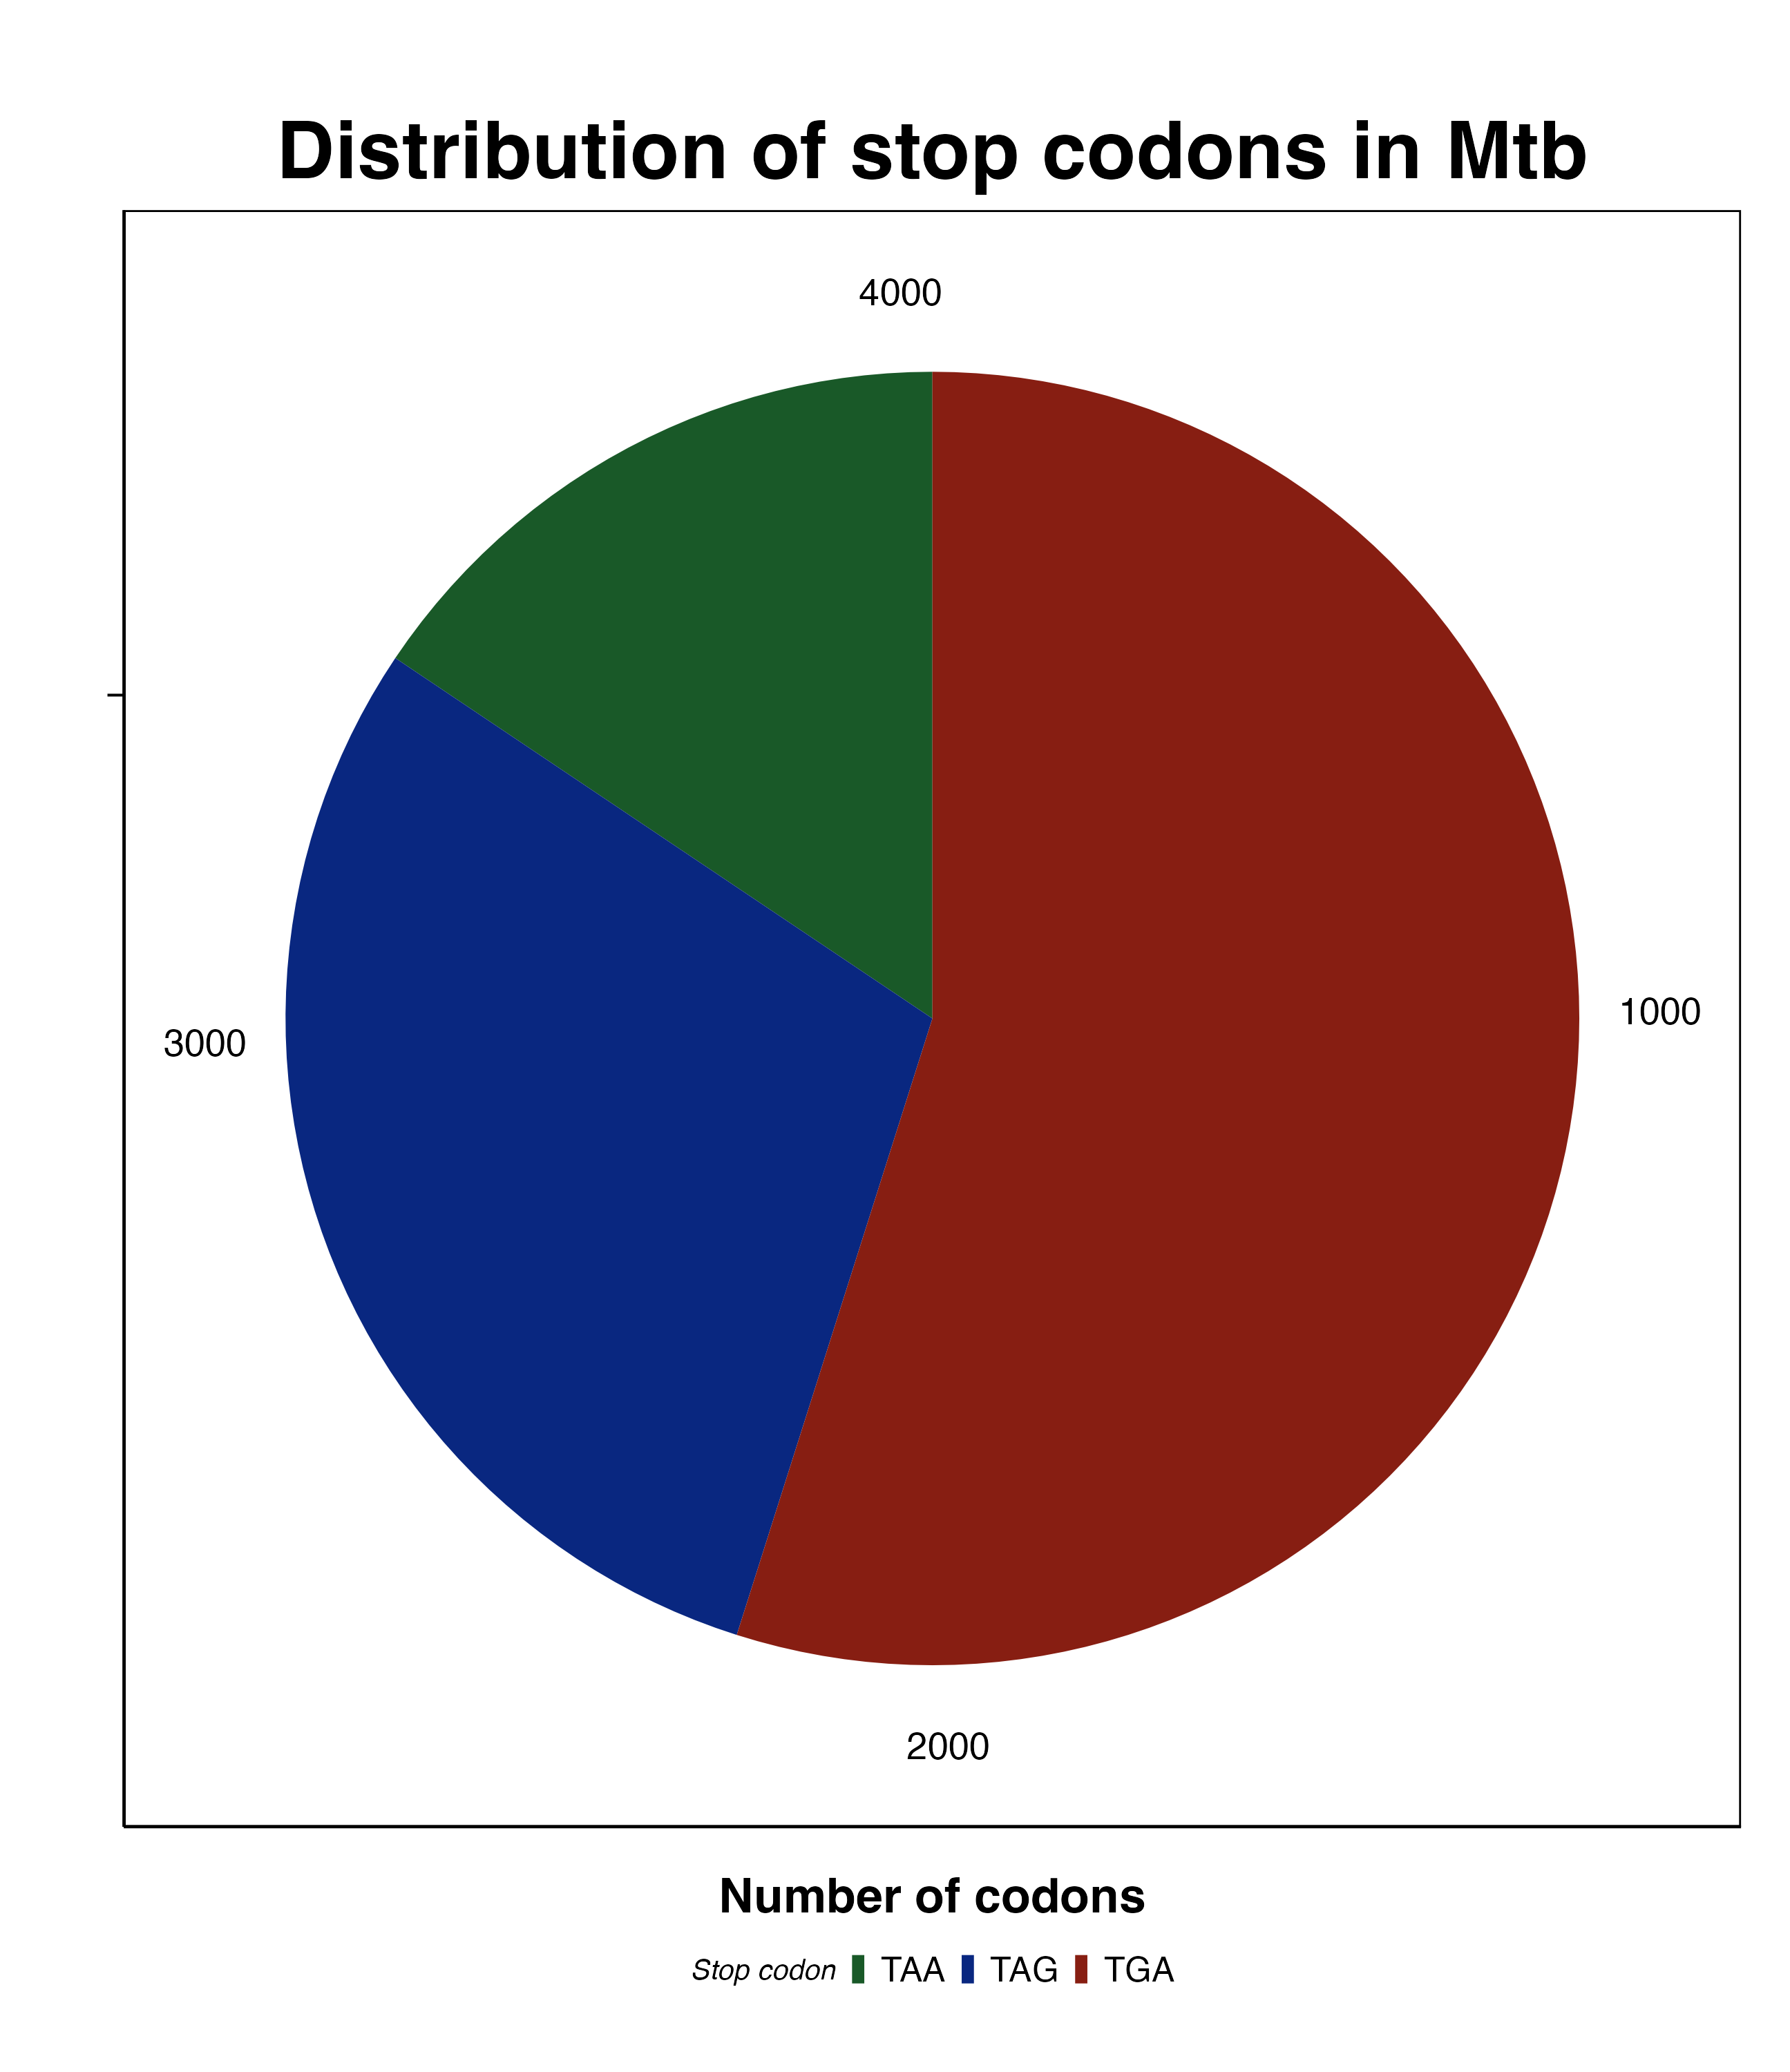 Distribution of stop codons in Mtb
4000
1000
3000
2000
Number of codons
Stop codon TAA TAG TGA